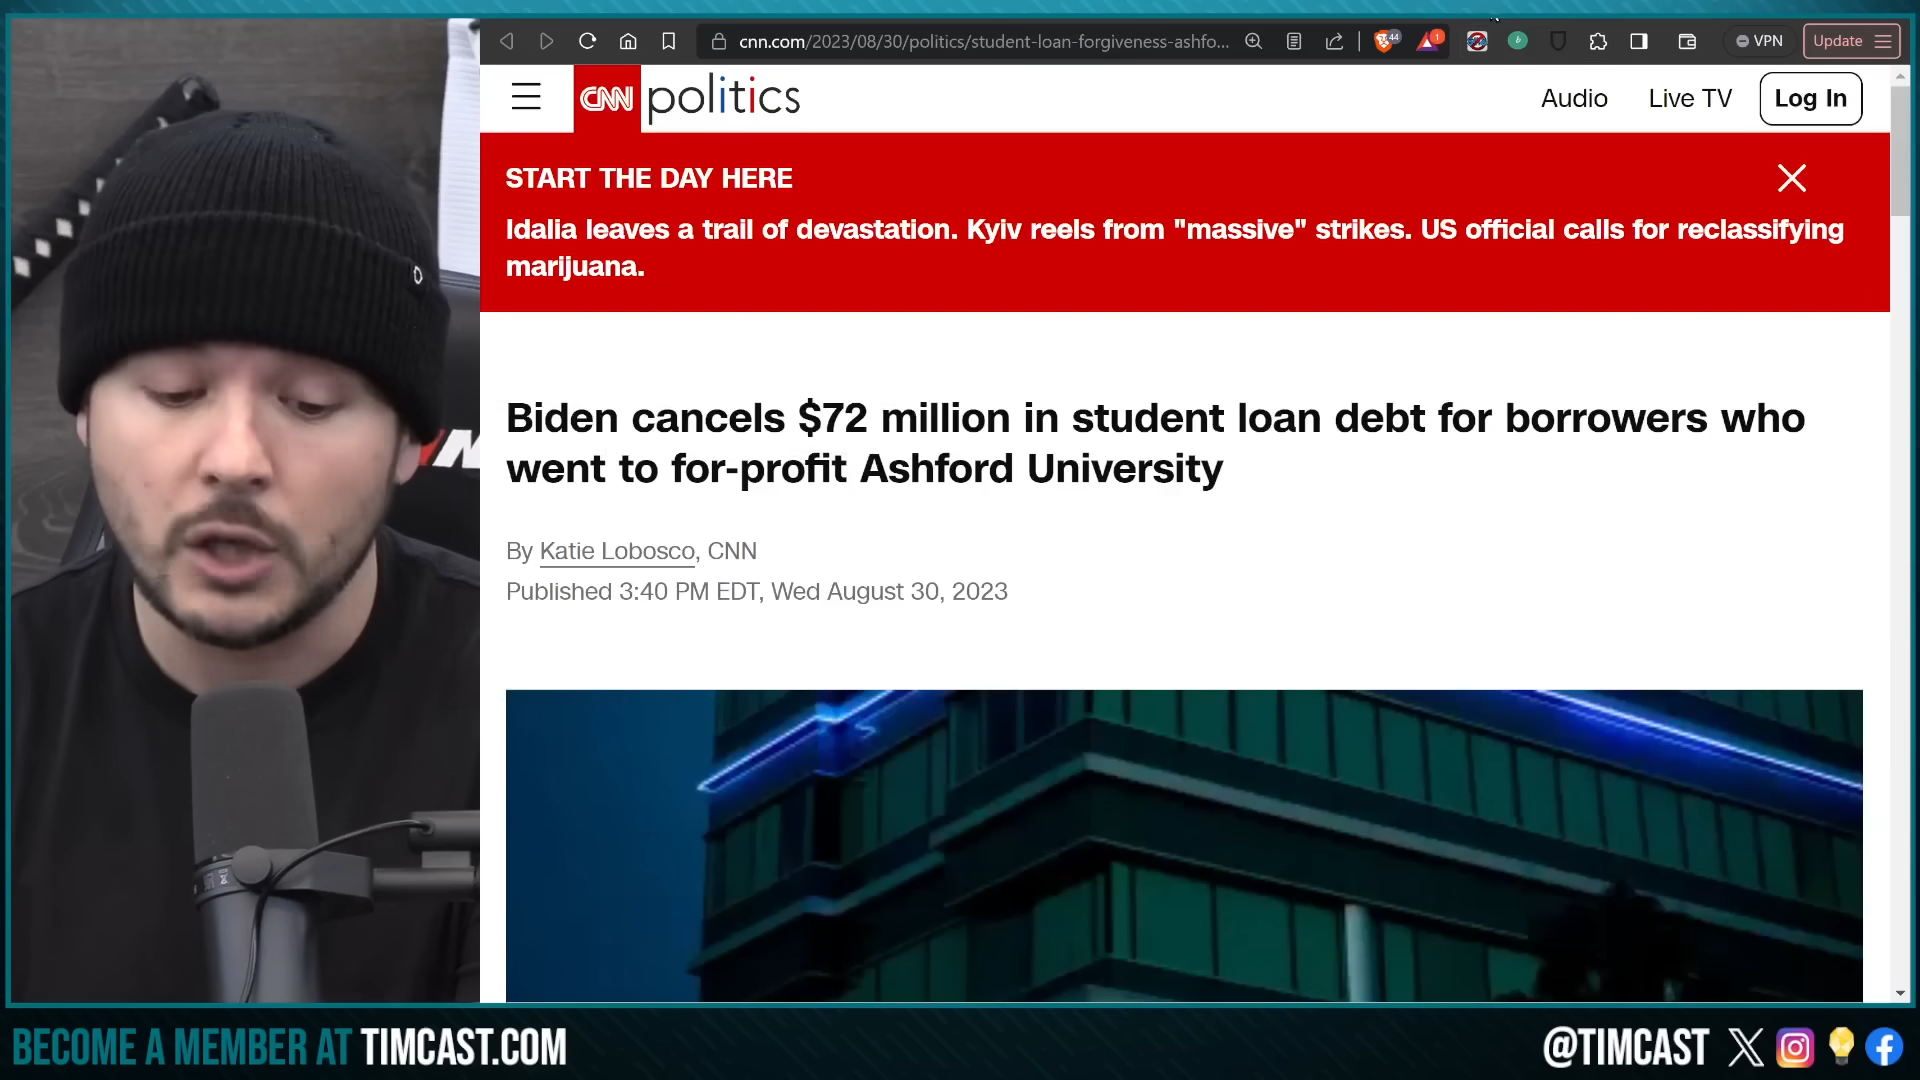 cnn.com/2023/08/30/politics/student-loan-forgiveness-ashfo...
44
1
VPN
Update
CNN politics
Audio
Live TV
Log In
START THE DAY HERE
Idalia leaves a trail of devastation. Kyiv reels from "massive" strikes. US official calls for reclassifying
marijuana.
Biden cancels $72 million in student loan debt for borrowers who
went to for-profit Ashford University
By Katie Lobosco, CNN
Published 3:40 PM EDT, Wed August 30, 2023
BECOME A MEMBER AT TIMCAST.COM
@TIMCAST